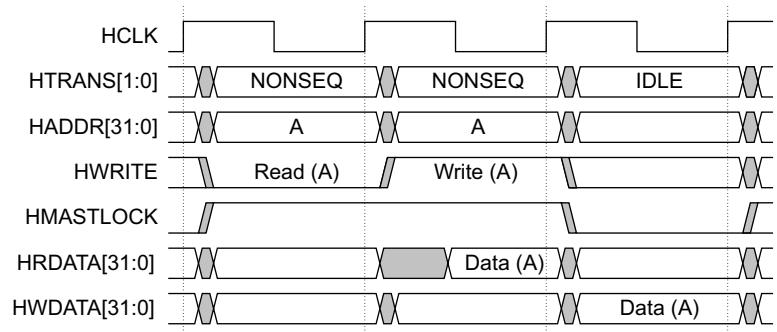 HCLK
HTRANS[1:0] NONSEQ NONSEQ IDLE
HADDR[31:0] A A
HWRITE Read (A) Write (A)
HMASTLOCK
HRDATA[31:0] Data (A)
HWDATA[31:0] Data (A)